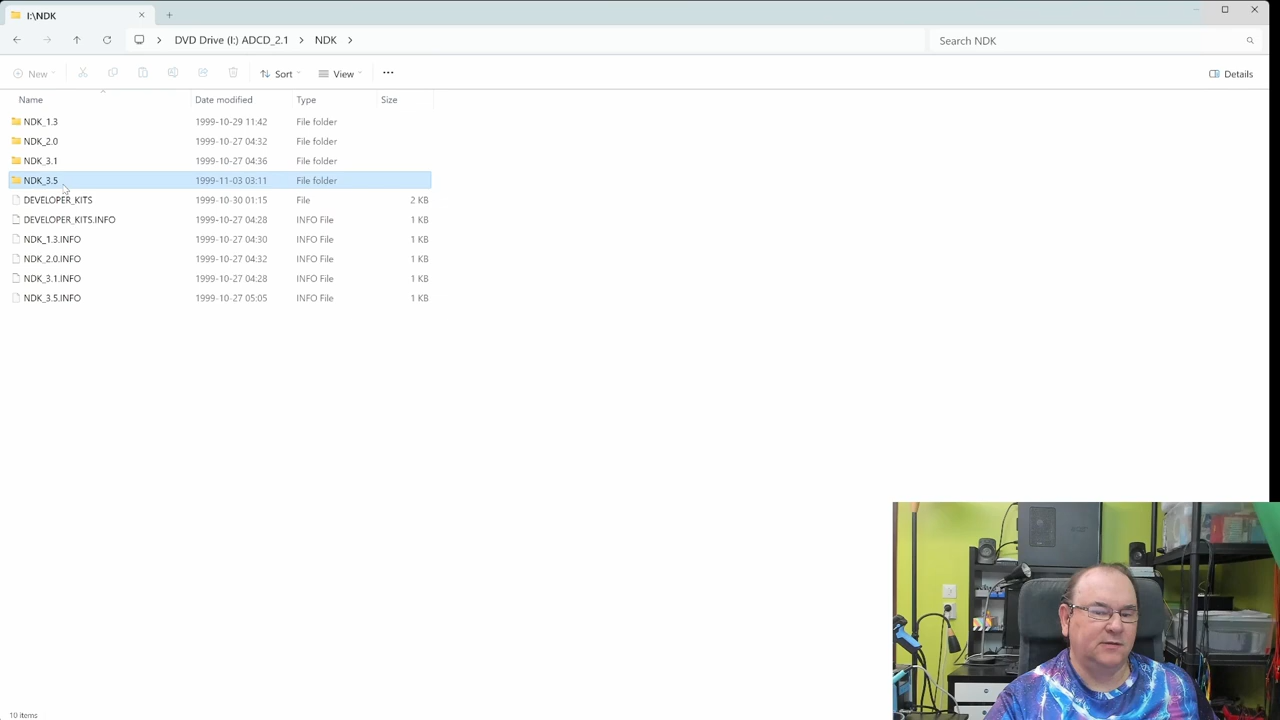 I:\NDK
DVD Drive (I:) ADCD_2.1 NDK
Search NDK
New Sort View Details
Name Date modified Type Size
NDK_1.3 1999-10-29 11:42 File folder
NDK_2.0 1999-10-27 04:32 File folder
NDK_3.1 1999-10-27 04:36 File folder
NDK_3.5 1999-11-03 03:11 File folder
DEVELOPER_KITS 1999-10-30 01:15 File 2 KB
DEVELOPER_KITS.INFO 1999-10-27 04:28 INFO File 1 KB
NDK_1.3.INFO 1999-10-27 04:30 INFO File 1 KB
NDK_2.0.INFO 1999-10-27 04:32 INFO File 1 KB
NDK_3.1.INFO 1999-10-27 04:28 INFO File 1 KB
NDK_3.5.INFO 1999-10-27 05:05 INFO File 1 KB
10 items